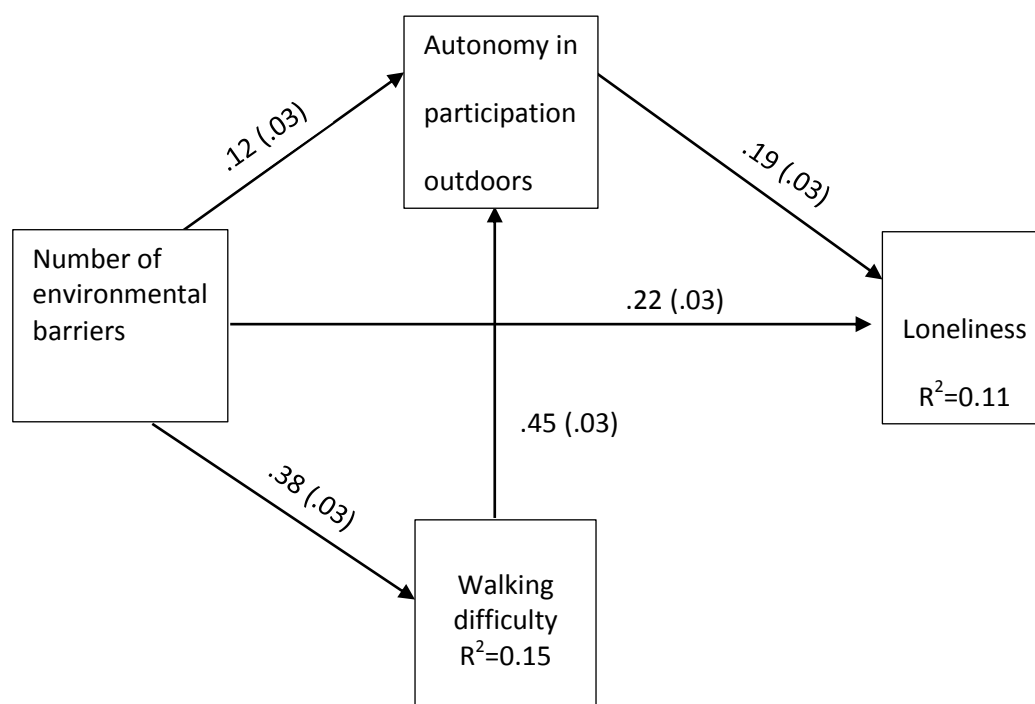 Autonomy in
participation
outdoors
.12 (.03)
.19 (.03)
Number of
environmental
barriers
.22 (.03)
Loneliness
R²=0.11
.45 (.03)
.38 (.03)
Walking
difficulty
R²=0.15